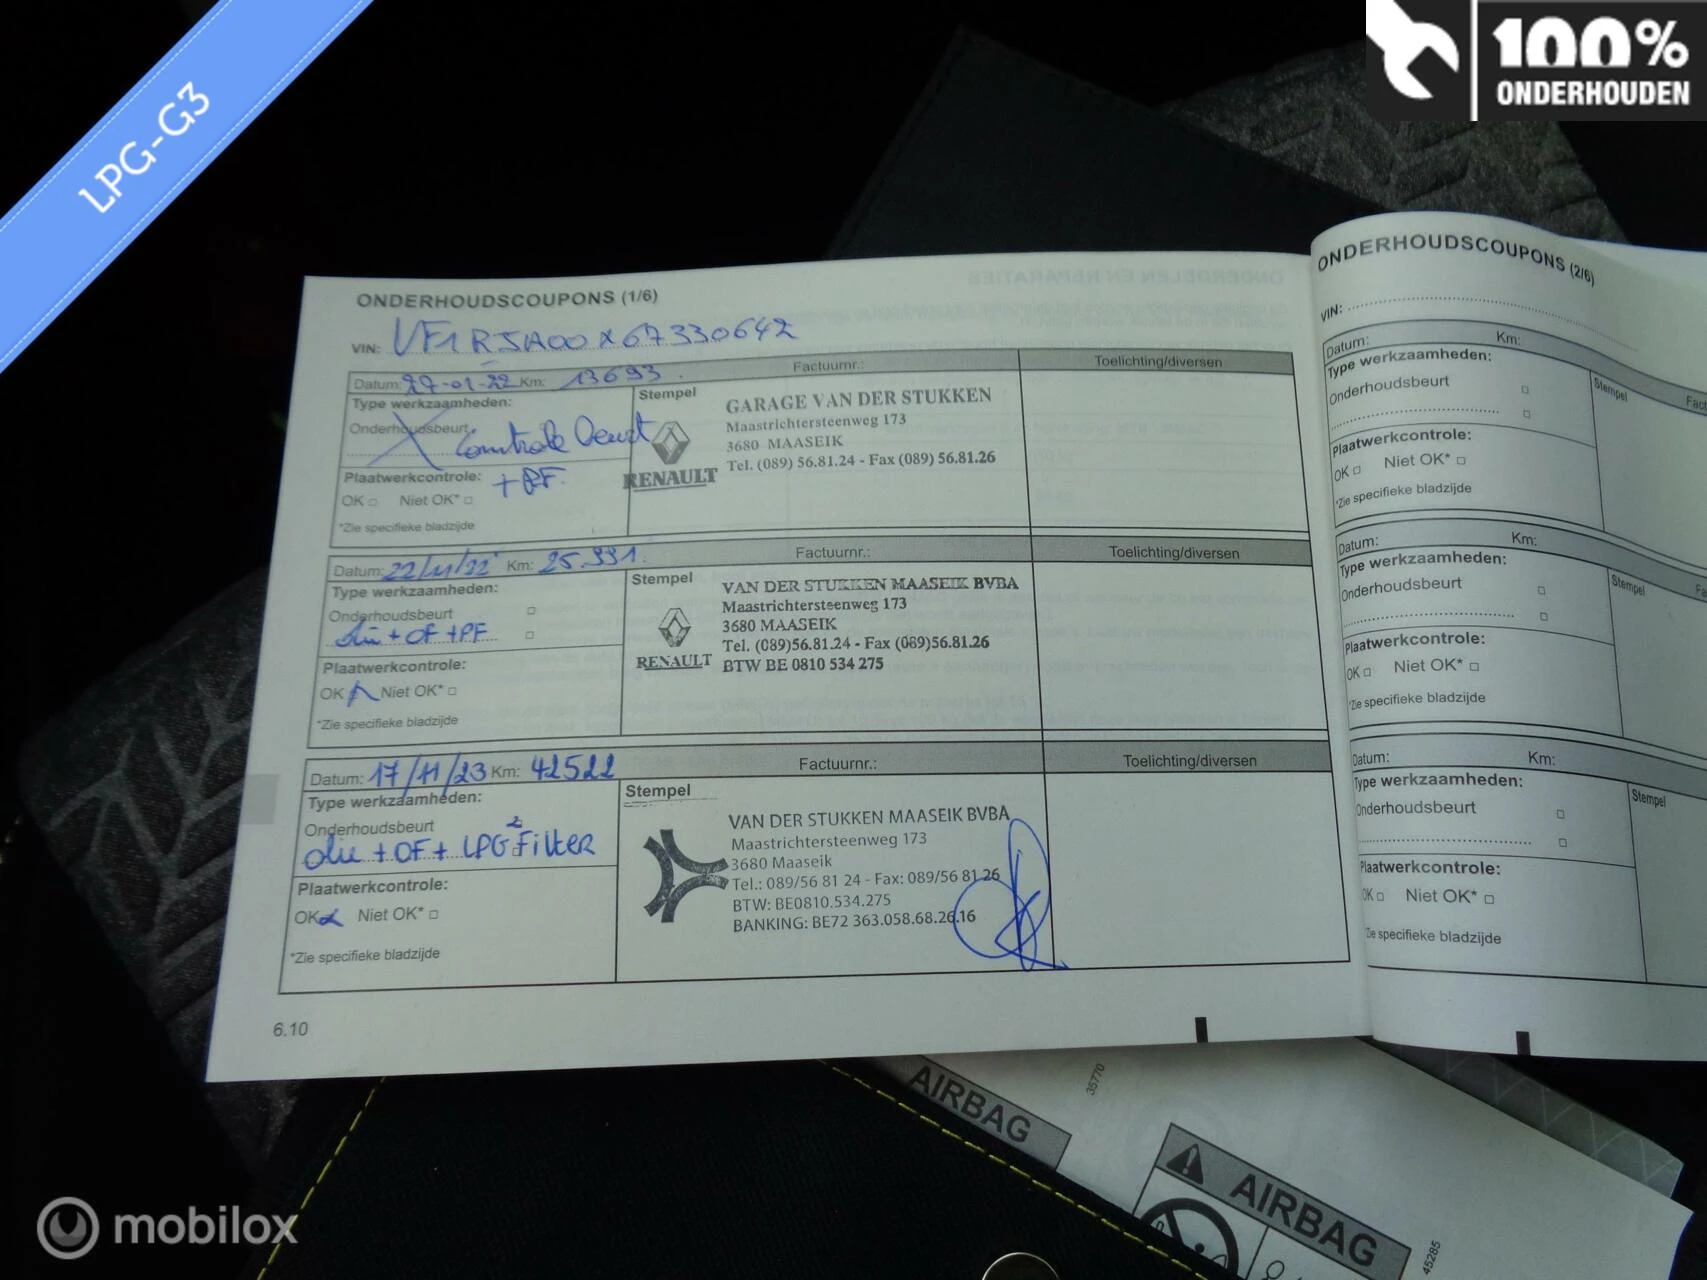 LPG-G3
100%
ONDERHOUDEN
ONDERHOUDSCOUPONS (1/6)
VIN: VF1RJA00X67330642
Datum: 27-01-22 Km: 13693 Factuurnr.: Toelichting/diversen
Type werkzaamheden:
Onderhoudsbeurt
Controle beurt
Plaatwerkcontrole: + PF.
OK Niet OK*
*Zie specifieke bladzijde
Stempel
RENAULT
GARAGE VAN DER STUKKEN
Maastrichtersteenweg 173
3680 MAASEIK
Tel. (089) 56.81.24 - Fax (089) 56.81.26
Datum: 22/11/22 Km: 25.991. Factuurnr.: Toelichting/diversen
Type werkzaamheden:
Onderhoudsbeurt
olie + OF + PF
Plaatwerkcontrole:
OK Niet OK*
*Zie specifieke bladzijde
Stempel
RENAULT
VAN DER STUKKEN MAASEIK BVBA
Maastrichtersteenweg 173
3680 MAASEIK
Tel. (089)56.81.24 - Fax (089)56.81.26
BTW BE 0810 534 275
Datum: 17/11/23 Km: 42522 Factuurnr.: Toelichting/diversen
Type werkzaamheden:
Onderhoudsbeurt
olie + OF + LPG 2 Filter
Plaatwerkcontrole:
OK Niet OK*
*Zie specifieke bladzijde
Stempel
VAN DER STUKKEN MAASEIK BVBA
Maastrichtersteenweg 173
3680 Maaseik
Tel.: 089/56 81 24 - Fax: 089/56 81 26
BTW: BE0810.534.275
BANKING: BE72 363.058.68.26.16
6.10
ONDERHOUDSCOUPONS (2/6)
VIN:
Datum: Km:
Type werkzaamheden:
Onderhoudsbeurt
Plaatwerkcontrole:
OK Niet OK*
*Zie specifieke bladzijde
Stempel
Datum: Km:
Type werkzaamheden:
Onderhoudsbeurt
Plaatwerkcontrole:
OK Niet OK*
*Zie specifieke bladzijde
Stempel
Datum: Km:
Type werkzaamheden:
Onderhoudsbeurt
Plaatwerkcontrole:
OK Niet OK*
Zie specifieke bladzijde
Stempel
AIRBAG
35770
AIRBAG
45285
mobilox